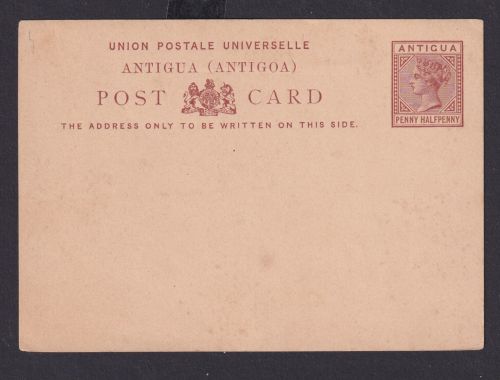 UNION POSTALE UNIVERSELLE
ANTIGUA (ANTIGOA)
POST CARD
THE ADDRESS ONLY TO BE WRITTEN ON THIS SIDE.
ANTIGUA
PENNY HALFPENNY